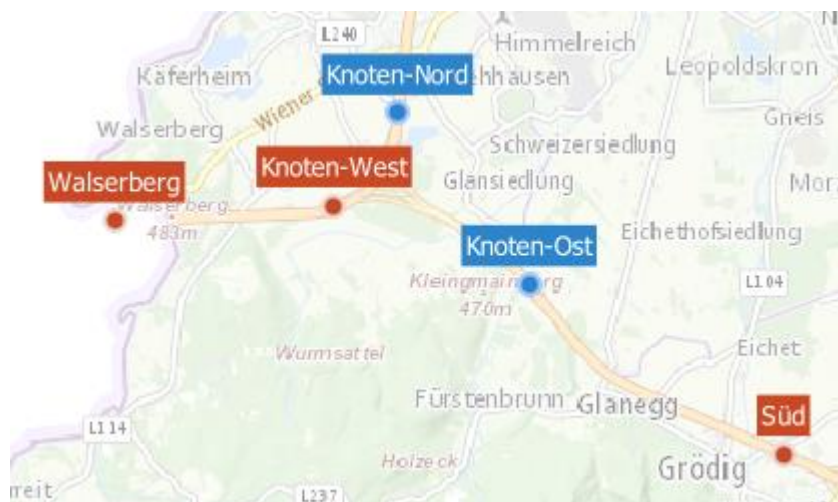 L240
Himmelreich
Käferheim
Knoten-Nord
Leopoldskron
Wiener
Gneis
Walserberg
Schweizersiedlung
Walserberg
Knoten-West
Glansiedlung
Walserberg
483m
Knoten-Ost
Eichethofsiedlung
Kleingmainberg
470m
L104
Wurmsattel
Eichet
Fürstenbrunn
Glanegg
Süd
L114
Holzeck
Grödig
L237